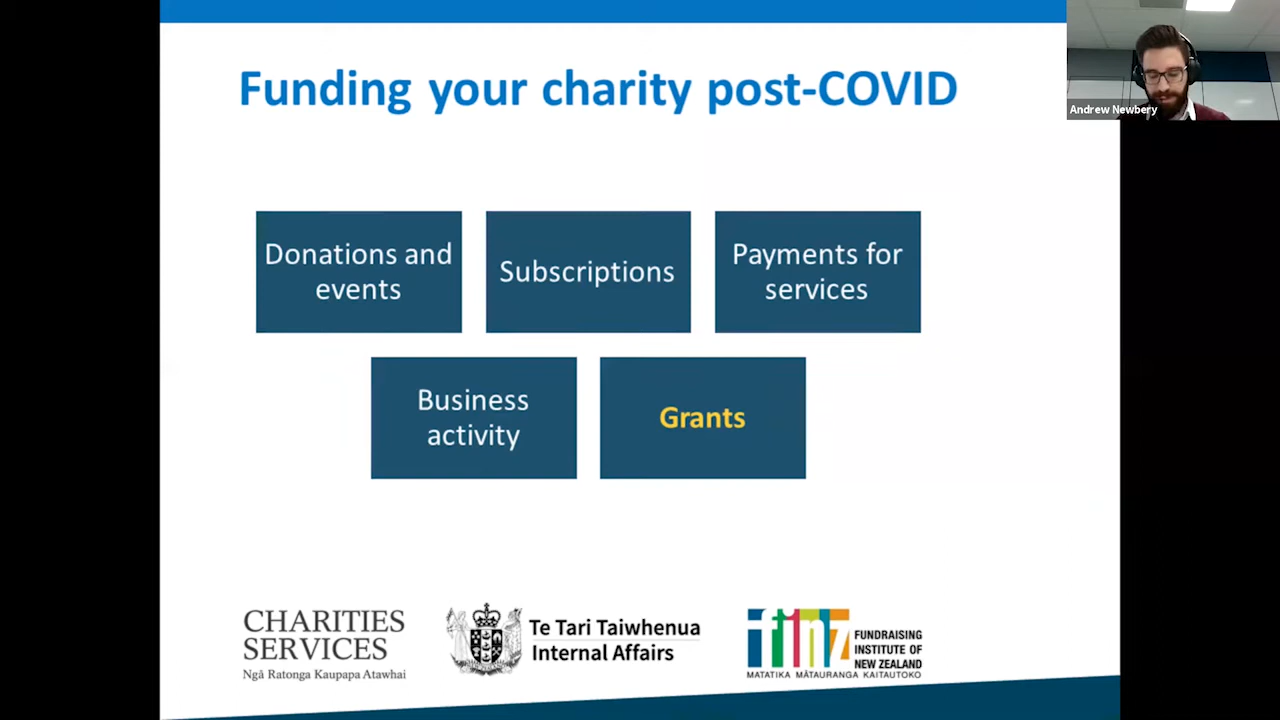 Funding your charity post-COVID
Andrew Newbery
Donations and
events
Subscriptions
Payments for
services
Business
activity
Grants
CHARITIES
SERVICES
Ngā Ratonga Kaupapa Atawhai
Te Tari Taiwhenua
Internal Affairs
finz
FUNDRAISING
INSTITUTE OF
NEW ZEALAND
MATATIKA MĀTAURANGA KAITAUTOKO